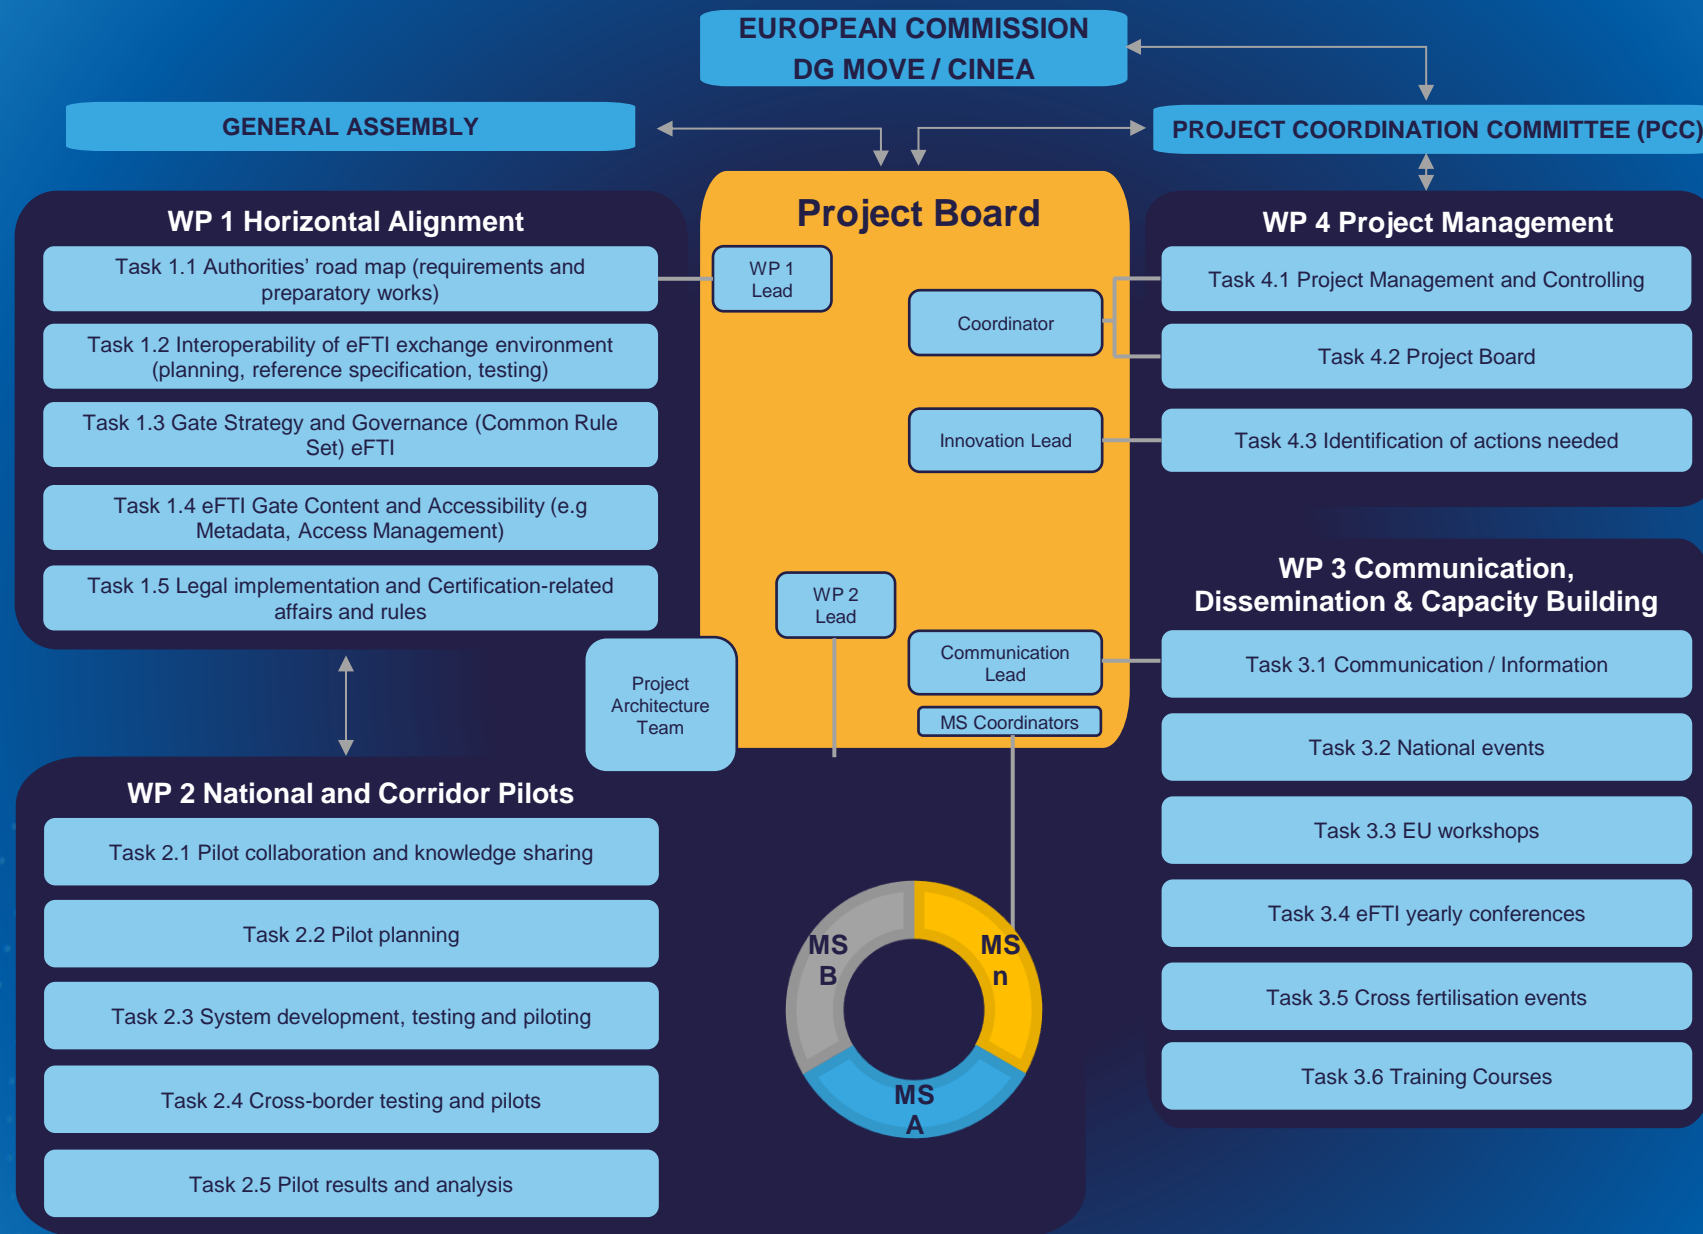 EUROPEAN COMMISSION
DG MOVE / CINEA
GENERAL ASSEMBLY
PROJECT COORDINATION COMMITTEE (PCC)
WP 1 Horizontal Alignment
Task 1.1 Authorities’ road map (requirements and
preparatory works)
Task 1.2 Interoperability of eFTI exchange environment
(planning, reference specification, testing)
Task 1.3 Gate Strategy and Governance (Common Rule
Set) eFTI
Task 1.4 eFTI Gate Content and Accessibility (e.g
Metadata, Access Management)
Task 1.5 Legal implementation and Certification-related
affairs and rules
Project Board
WP 1
Lead
Coordinator
Innovation Lead
WP 2
Lead
Communication
Lead
MS Coordinators
Project
Architecture
Team
WP 4 Project Management
Task 4.1 Project Management and Controlling
Task 4.2 Project Board
Task 4.3 Identification of actions needed
WP 3 Communication,
Dissemination & Capacity Building
Task 3.1 Communication / Information
Task 3.2 National events
Task 3.3 EU workshops
Task 3.4 eFTI yearly conferences
Task 3.5 Cross fertilisation events
Task 3.6 Training Courses
WP 2 National and Corridor Pilots
Task 2.1 Pilot collaboration and knowledge sharing
Task 2.2 Pilot planning
Task 2.3 System development, testing and piloting
Task 2.4 Cross-border testing and pilots
Task 2.5 Pilot results and analysis
MS
B
MS
n
MS
A